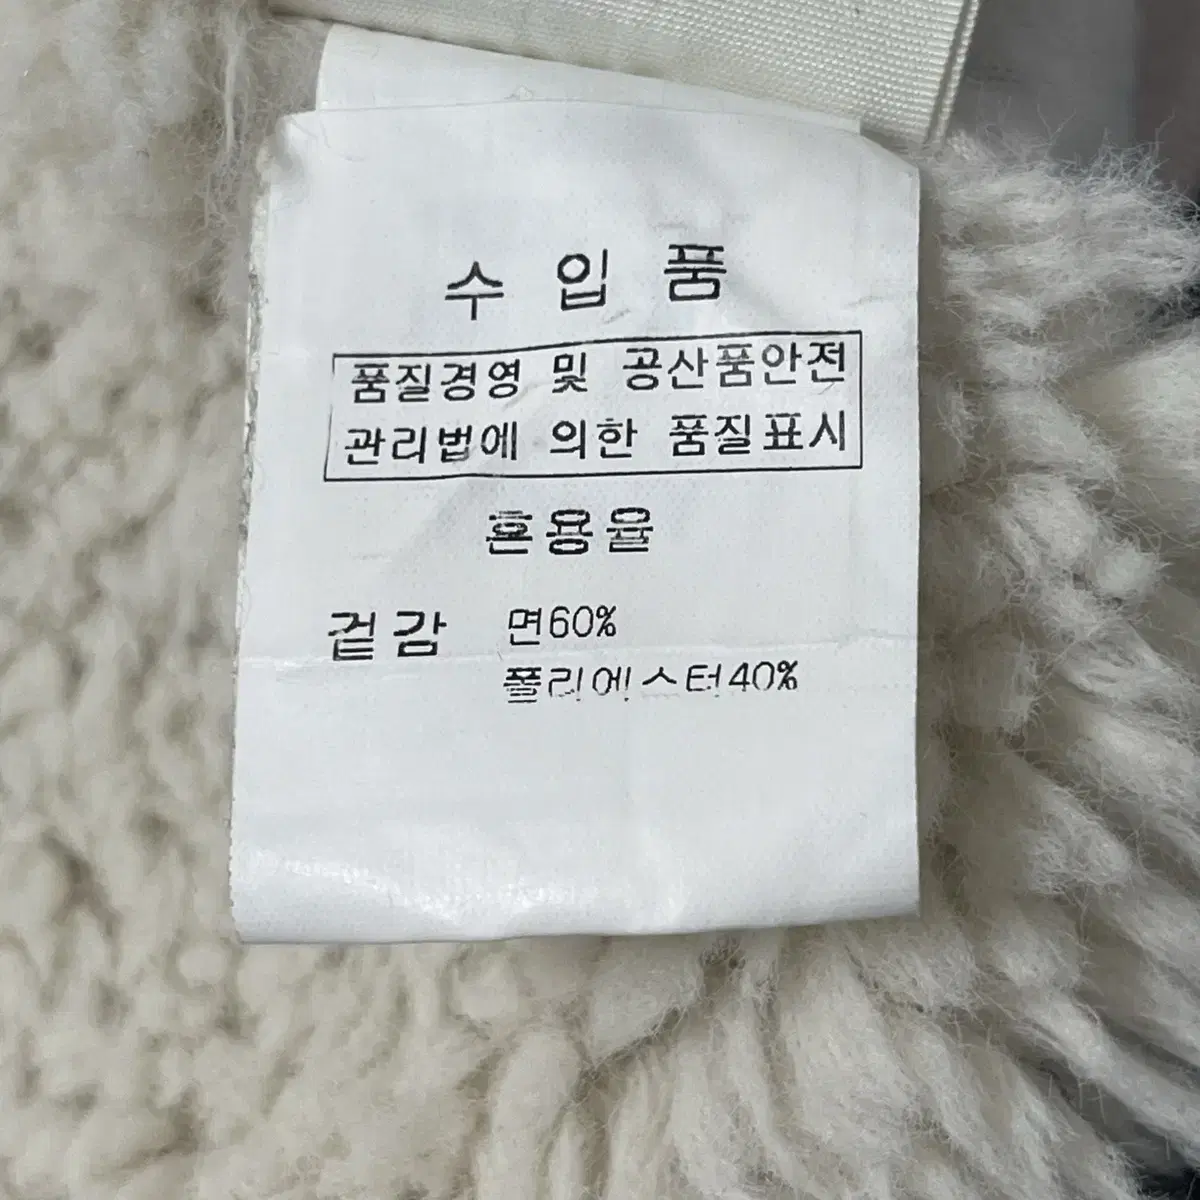 수입품
품질경영 및 공산품안전
관리법에 의한 품질표시
혼용율
겉감 면60%
폴리에스터40%